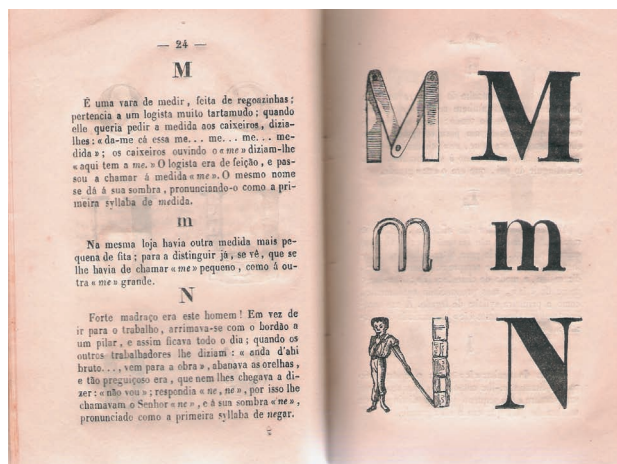 — 24 —
M
É uma vara de medir, feita de regoazinhas;
pertencia a um logista muito tartamudo; quando
elle queria pedir a medida aos caixeiros, dizia-
lhes: « da-me cá essa me... me... me... me-
dida »; os caixeiros ouvindo o « me » diziam-lhe
« aqui tem a me. » O logista era de feição, e pas-
sou a chamar á medida « me ». O mesmo nome
se dá á sua sombra, pronunciando-o como a pri-
meira syllaba de medida.
m
Na mesma loja havia outra medida mais pe-
quena de fita; para a distinguir já, se vê, que se
lhe havia de chamar « me » pequeno, como á ou-
tra « me » grande.
N
Forte madraço era este homem! Em vez de
ir para o trabalho, arrimava-se com o bordão a
um pilar, e assim ficava todo o dia; quando os
outros trabalhadores lhe diziam: « anda d'ahi
bruto..., vem para a obra », abanava as orelhas,
e tão preguiçoso era, que nem lhes chegava a di-
zer: « não vou »; respondia « ne, ne », por isso lhe
chamavam o Senhor « ne », e á sua sombra « ne »,
pronunciado como a primeira syllaba de negar.
M M
m m
N N